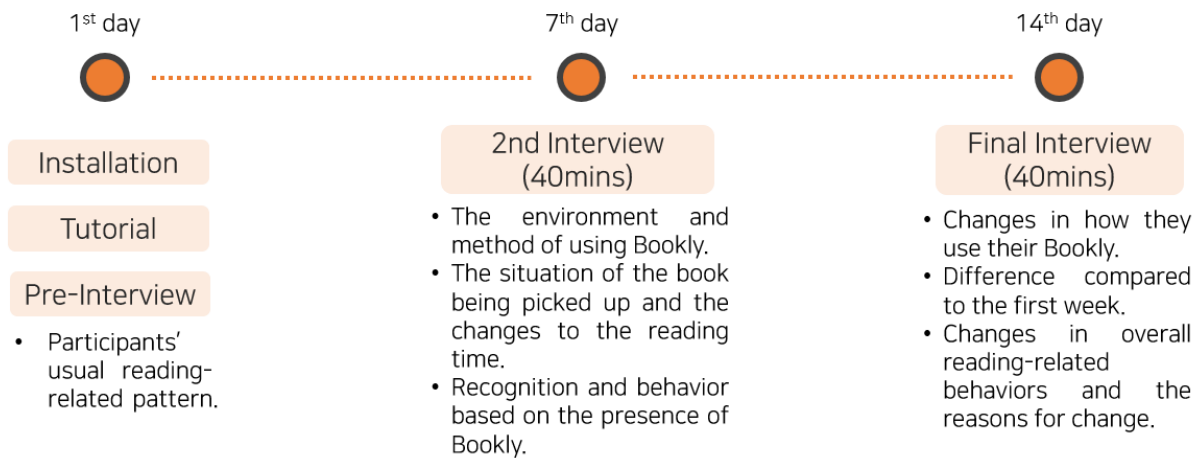 1st day
7th day
14th day
Installation
Tutorial
Pre-Interview
• Participants'
usual reading-
related pattern.
2nd Interview
(40mins)
• The environment and
method of using Bookly.
• The situation of the book
being picked up and the
changes to the reading
time.
• Recognition and behavior
based on the presence of
Bookly.
Final Interview
(40mins)
• Changes in how they
use their Bookly.
• Difference compared
to the first week.
• Changes in overall
reading-related
behaviors and the
reasons for change.